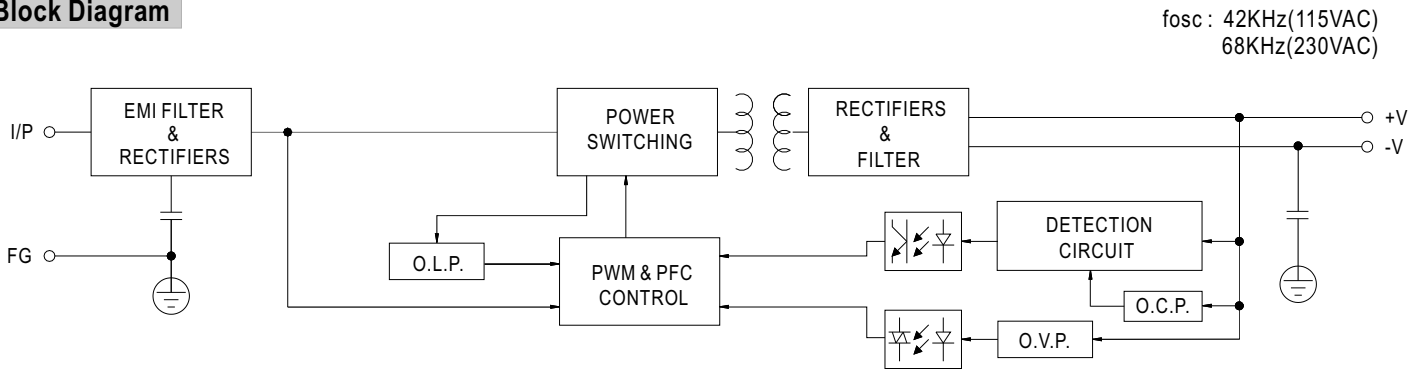 Block Diagram
fosc : 42KHz(115VAC)
68KHz(230VAC)
I/P
EMI FILTER
&
RECTIFIERS
POWER
SWITCHING
RECTIFIERS
&
FILTER
+V
-V
FG
O.L.P.
PWM & PFC
CONTROL
DETECTION
CIRCUIT
O.C.P.
O.V.P.